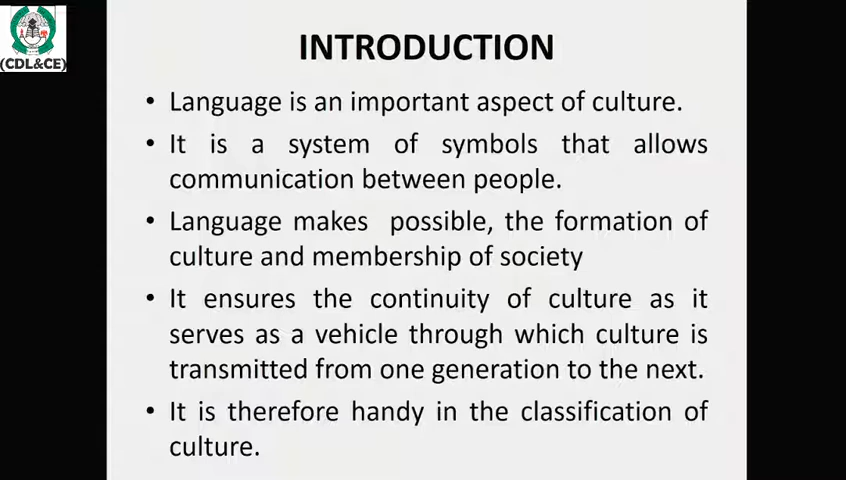 (CDL&CE)
INTRODUCTION
• Language is an important aspect of culture.
• It is a system of symbols that allows
communication between people.
• Language makes possible, the formation of
culture and membership of society
• It ensures the continuity of culture as it
serves as a vehicle through which culture is
transmitted from one generation to the next.
• It is therefore handy in the classification of
culture.